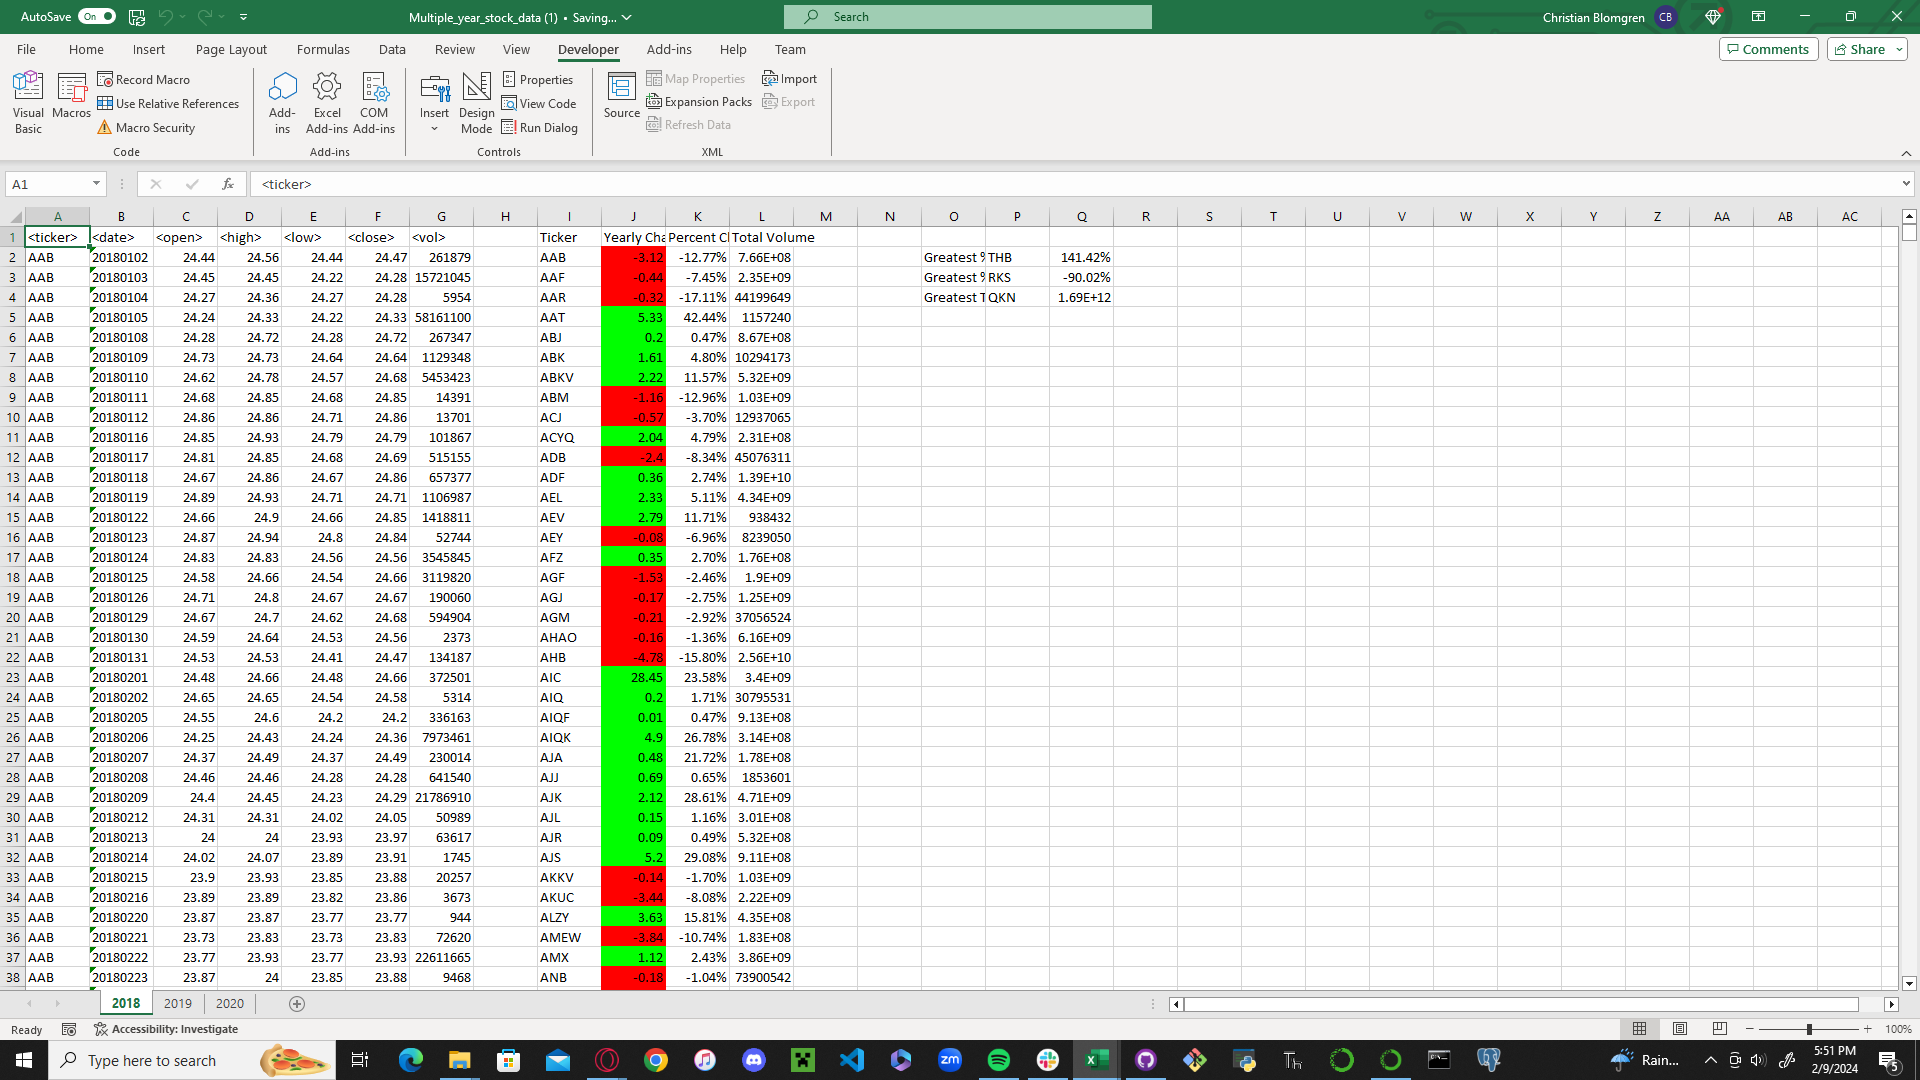 AutoSave On Multiple_year_stock_data (1) • Saving... Search Christian Blomgren CB
File Home Insert Page Layout Formulas Data Review View Developer Add-ins Help Team Comments Share
Visual Basic
Macros
Record Macro
Use Relative References
Macro Security
Code
Add-ins
Excel Add-ins
COM Add-ins
Add-ins
Insert
Design Mode
Properties
View Code
Run Dialog
Controls
Source
Map Properties
Expansion Packs
Refresh Data
Import
Export
XML
A1 fx <ticker>
A B C D E F G H I J K L M N O P Q R S T U V W X Y Z AA AB AC
1 <ticker> <date> <open> <high> <low> <close> <vol> Ticker Yearly Cha Percent Cl Total Volume
2 AAB 20180102 24.44 24.56 24.44 24.47 261879 AAB -3.12 -12.77% 7.66E+08 Greatest % THB 141.42%
3 AAB 20180103 24.45 24.45 24.22 24.28 15721045 AAF -0.44 -7.45% 2.35E+09 Greatest % RKS -90.02%
4 AAB 20180104 24.27 24.36 24.27 24.28 5954 AAR -0.32 -17.11% 44199649 Greatest T QKN 1.69E+12
5 AAB 20180105 24.24 24.33 24.22 24.33 58161100 AAT 5.33 42.44% 1157240
6 AAB 20180108 24.28 24.72 24.28 24.72 267347 ABJ 0.2 0.47% 8.67E+08
7 AAB 20180109 24.73 24.73 24.64 24.64 1129348 ABK 1.61 4.80% 10294173
8 AAB 20180110 24.62 24.78 24.57 24.68 5453423 ABKV 2.22 11.57% 5.32E+09
9 AAB 20180111 24.68 24.85 24.68 24.85 14391 ABM -1.16 -12.96% 1.03E+09
10 AAB 20180112 24.86 24.86 24.71 24.86 13701 ACJ -0.57 -3.70% 12937065
11 AAB 20180116 24.85 24.93 24.79 24.79 101867 ACYQ 2.04 4.79% 2.31E+08
12 AAB 20180117 24.81 24.85 24.68 24.69 515155 ADB -2.4 -8.34% 45076311
13 AAB 20180118 24.67 24.86 24.67 24.86 657377 ADF 0.36 2.74% 1.39E+10
14 AAB 20180119 24.89 24.93 24.71 24.71 1106987 AEL 2.33 5.11% 4.34E+09
15 AAB 20180122 24.66 24.9 24.66 24.85 1418811 AEV 2.79 11.71% 938432
16 AAB 20180123 24.87 24.94 24.8 24.84 52744 AEY -0.08 -6.96% 8239050
17 AAB 20180124 24.83 24.83 24.56 24.56 3545845 AFZ 0.35 2.70% 1.76E+08
18 AAB 20180125 24.58 24.66 24.54 24.66 3119820 AGF -1.53 -2.46% 1.9E+09
19 AAB 20180126 24.71 24.8 24.67 24.67 190060 AGJ -0.17 -2.75% 1.25E+09
20 AAB 20180129 24.67 24.7 24.62 24.68 594904 AGM -0.21 -2.92% 37056524
21 AAB 20180130 24.59 24.64 24.53 24.56 2373 AHAO -0.16 -1.36% 6.16E+09
22 AAB 20180131 24.53 24.53 24.41 24.47 134187 AHB -4.78 -15.80% 2.56E+10
23 AAB 20180201 24.48 24.66 24.48 24.66 372501 AIC 28.45 23.58% 3.4E+09
24 AAB 20180202 24.65 24.65 24.54 24.58 5314 AIQ 0.2 1.71% 30795531
25 AAB 20180205 24.55 24.6 24.2 24.2 336163 AIQF 0.01 0.47% 9.13E+08
26 AAB 20180206 24.25 24.43 24.24 24.36 7973461 AIQK 4.9 26.78% 3.14E+08
27 AAB 20180207 24.37 24.49 24.37 24.49 230014 AJA 0.48 21.72% 1.78E+08
28 AAB 20180208 24.46 24.46 24.28 24.28 641540 AJJ 0.69 0.65% 1853601
29 AAB 20180209 24.4 24.45 24.23 24.29 21786910 AJK 2.12 28.61% 4.71E+09
30 AAB 20180212 24.31 24.31 24.02 24.05 50989 AJL 0.15 1.16% 3.01E+08
31 AAB 20180213 24 24 23.93 23.97 63617 AJR 0.09 0.49% 5.32E+08
32 AAB 20180214 24.02 24.07 23.89 23.91 1745 AJS 5.2 29.08% 9.11E+08
33 AAB 20180215 23.9 23.93 23.85 23.88 20257 AKKV -0.14 -1.70% 1.03E+09
34 AAB 20180216 23.89 23.89 23.82 23.86 3673 AKUC -3.44 -8.08% 2.22E+09
35 AAB 20180220 23.87 23.87 23.77 23.77 944 ALZY 3.63 15.81% 4.35E+08
36 AAB 20180221 23.73 23.83 23.73 23.83 72620 AMEW -3.84 -10.74% 1.83E+08
37 AAB 20180222 23.77 23.93 23.77 23.93 22611665 AMX 1.12 2.43% 3.86E+09
38 AAB 20180223 23.87 24 23.85 23.88 9468 ANB -0.18 -1.04% 73900542
2018 2019 2020
Ready Accessibility: Investigate 100%
Type here to search zm Rain... 5:51 PM
2/9/2024 5